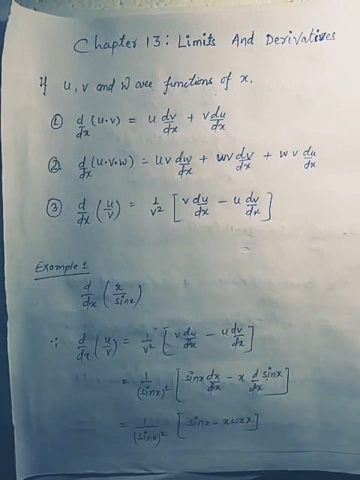 Chapter 13: Limits And Derivatives
If u, v and w are functions of x.
① d/dx (u·v) = u dv/dx + v du/dx
② d/dx (u·v·w) = uv dw/dx + uw dv/dx + wv du/dx
③ d/dx (u/v) = 1/v² [v du/dx - u dv/dx]
Example 1
d/dx (x/sinx)
∵ d/dx (u/v) = 1/v² [v du/dx - u dv/dx]
= 1/(sinx)² [sinx dx/dx - x d/dx sinx]
= 1/(sinx)² [sinx - xcosx]